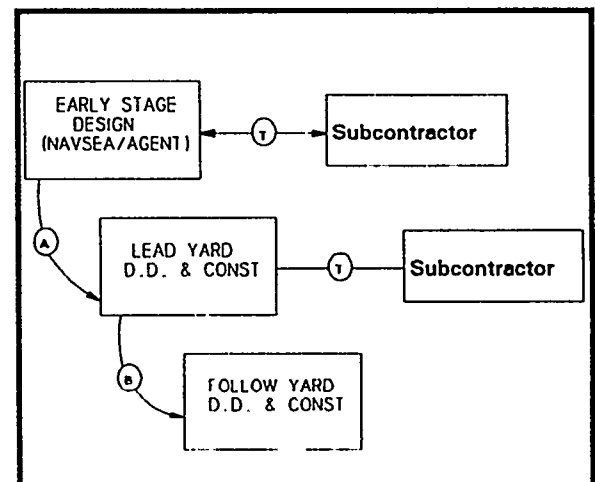 EARLY STAGE
DESIGN
(NAVSEA/AGENT)
T
Subcontractor
A
LEAD YARD
D.D. & CONST
T
Subcontractor
B
FOLLOW YARD
D.D. & CONST